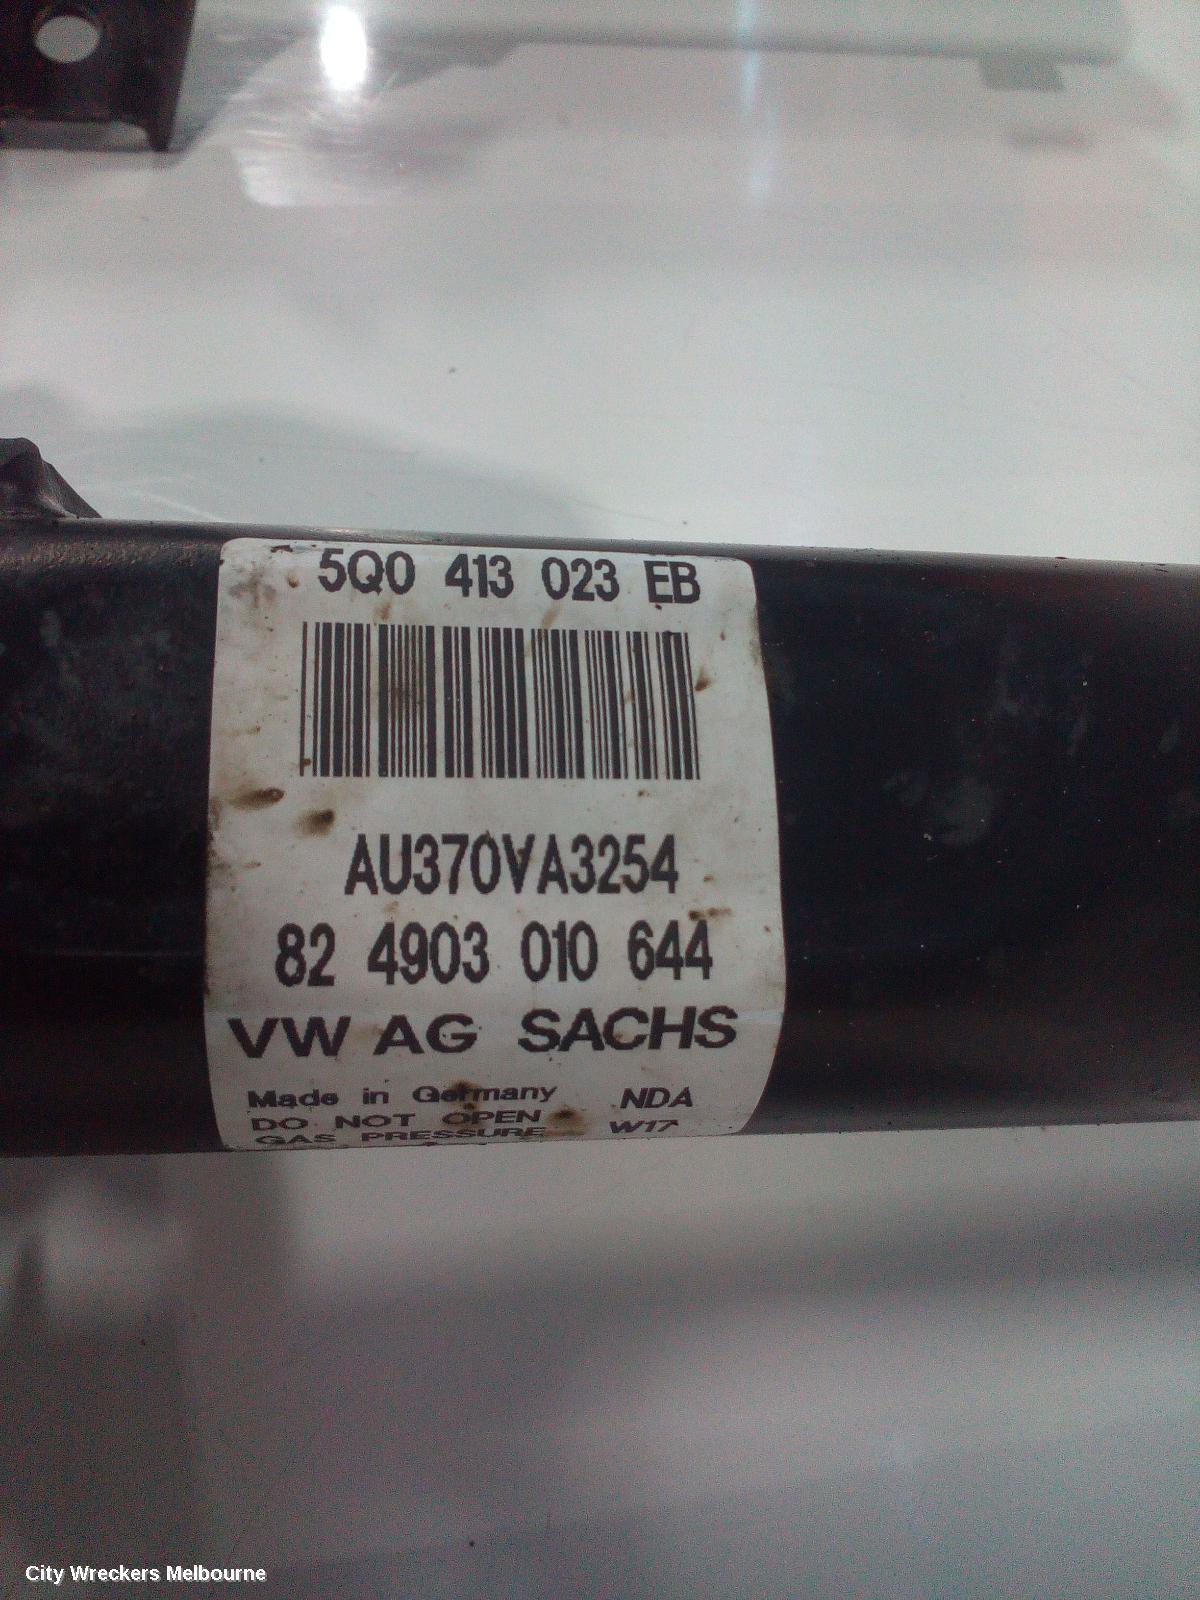 5Q0 413 023 EB
AU370VA3254
82 4903 010 644
VW AG SACHS
Made in Germany NDA
DO NOT OPEN W17
GAS PRESSURE
City Wreckers Melbourne